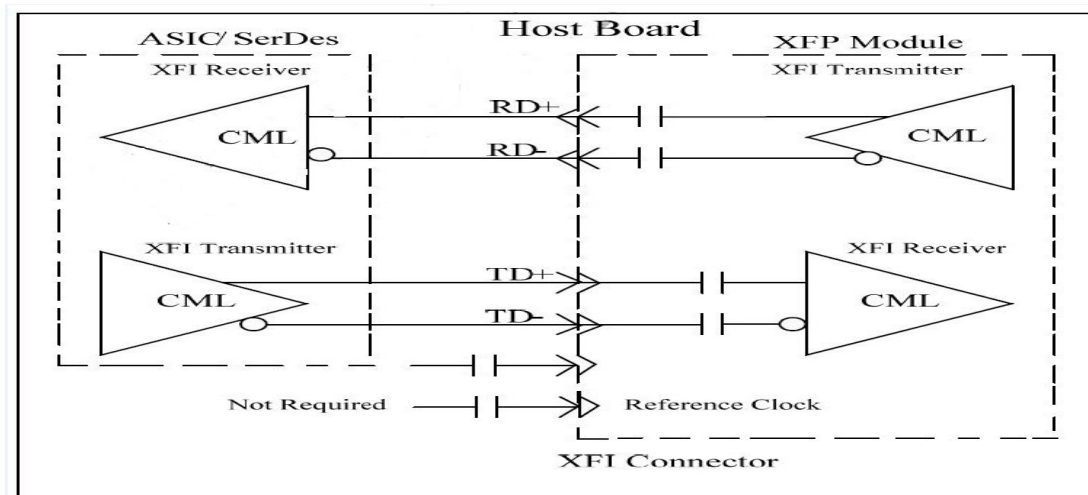 Host Board
ASIC/ SerDes
XFP Module
XFI Receiver
XFI Transmitter
CML
RD+
RD-
CML
XFI Transmitter
XFI Receiver
CML
TD+
TD-
CML
Not Required
Reference Clock
XFI Connector